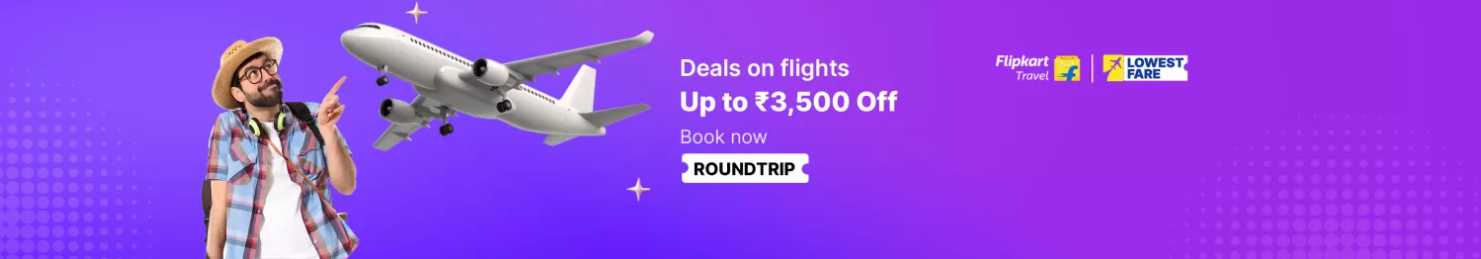 Deals on flights
Up to ₹3,500 Off
Book now
ROUNDTRIP
Flipkart
Travel
LOWEST
FARE